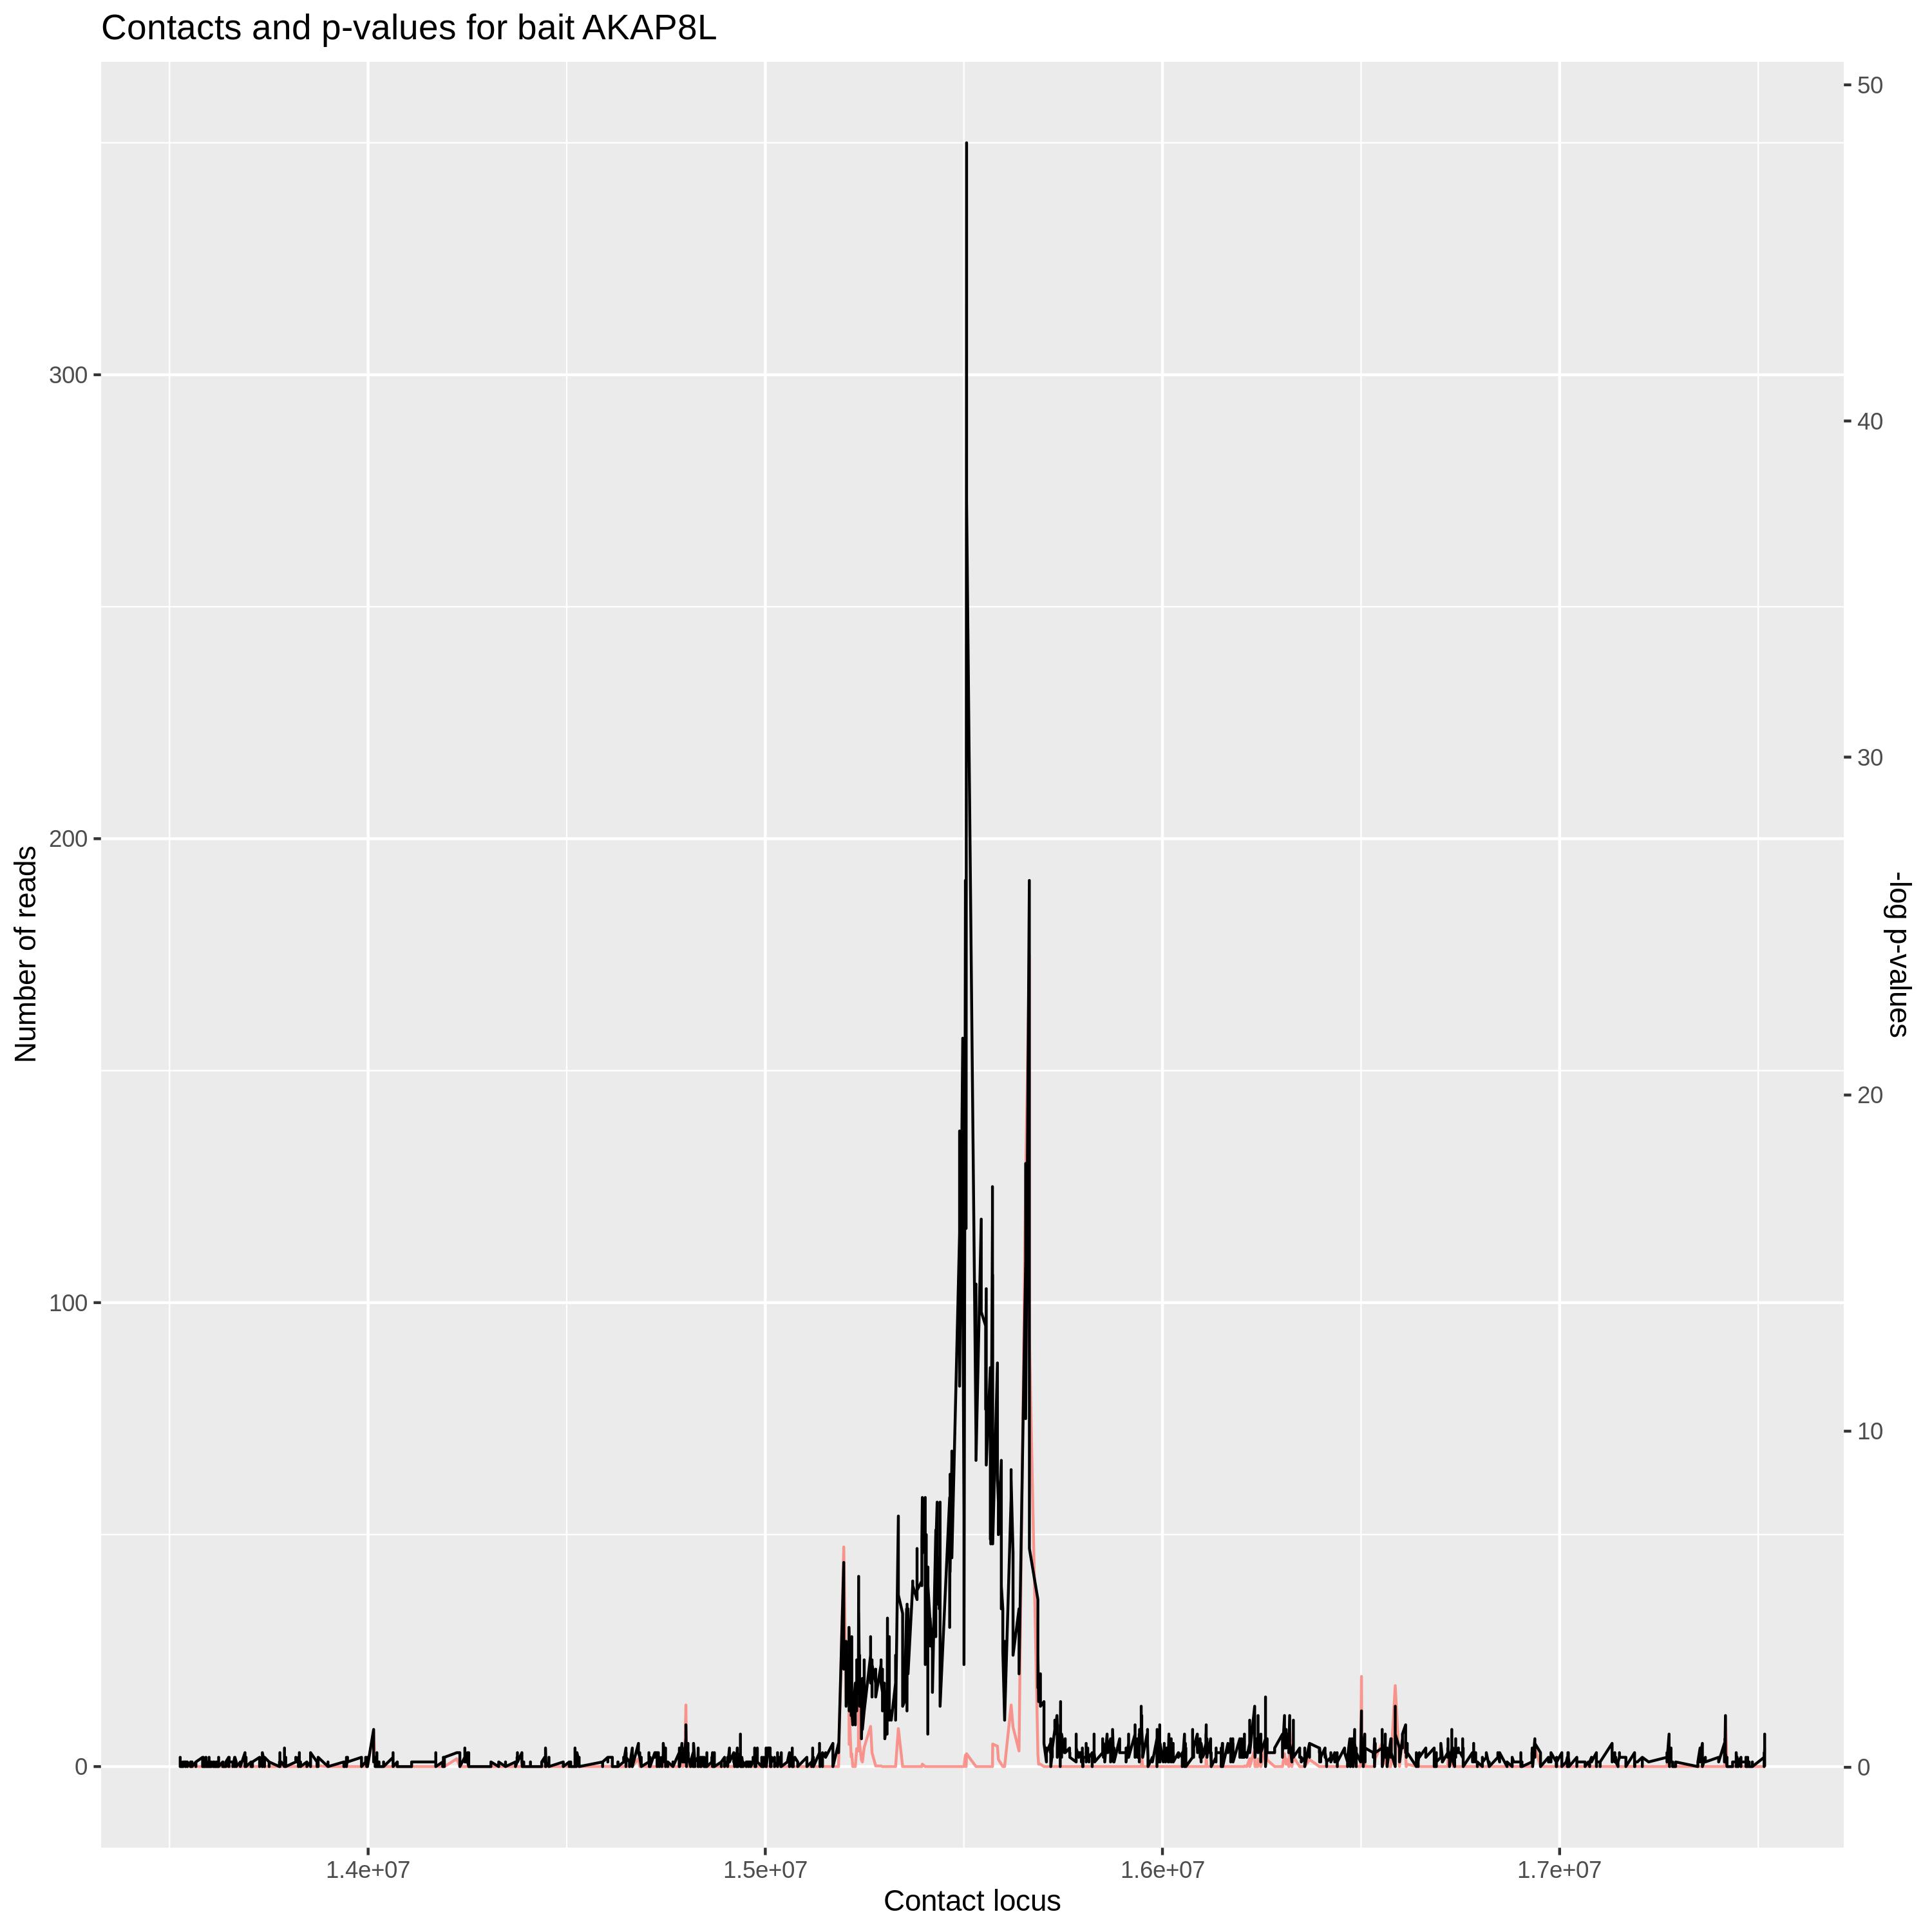 Contacts and p-values for bait AKAP8L
Number of reads
300
200
100
0
50
40
30
20
10
0
-log p-values
1.4e+07 1.5e+07 1.6e+07 1.7e+07
Contact locus